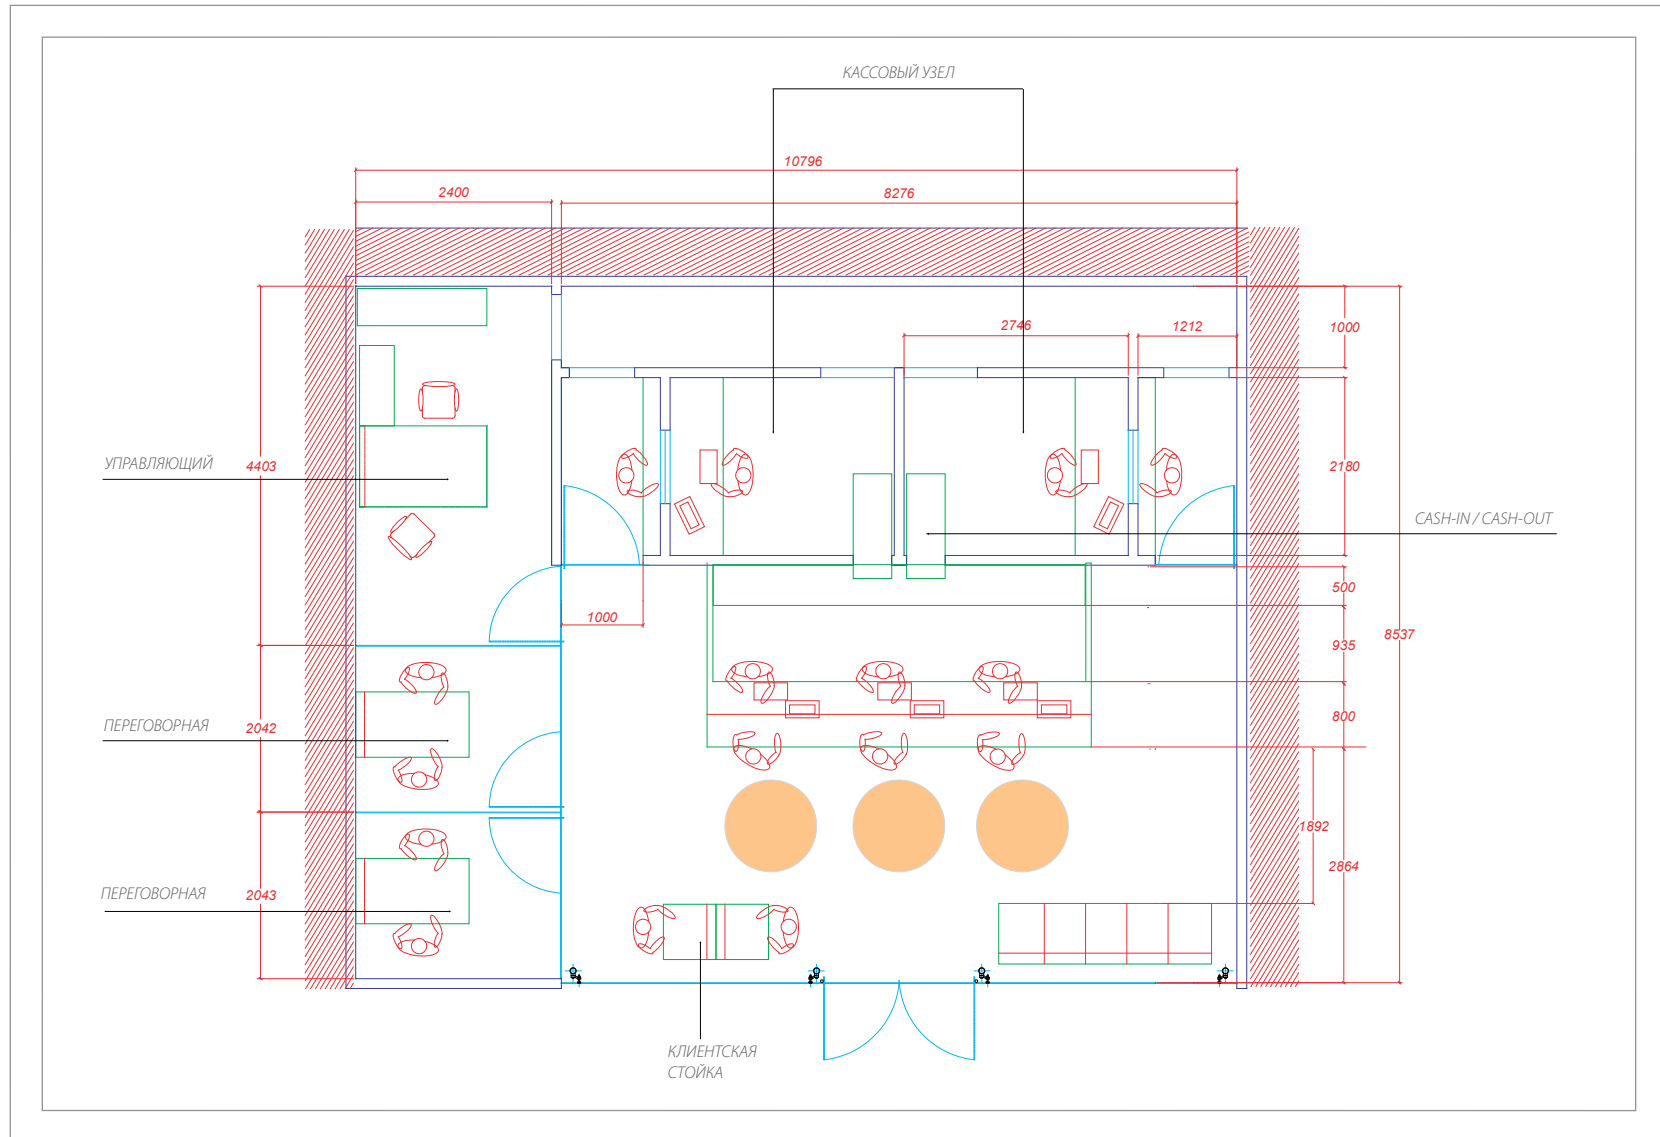 КАССОВЫЙ УЗЕЛ
10796
2400
8276
2746
1212
1000
УПРАВЛЯЮЩИЙ
4403
2180
CASH-IN / CASH-OUT
500
1000
8537
935
ПЕРЕГОВОРНАЯ
2042
800
1892
2864
ПЕРЕГОВОРНАЯ
2043
КЛИЕНТСКАЯ
СТОЙКА